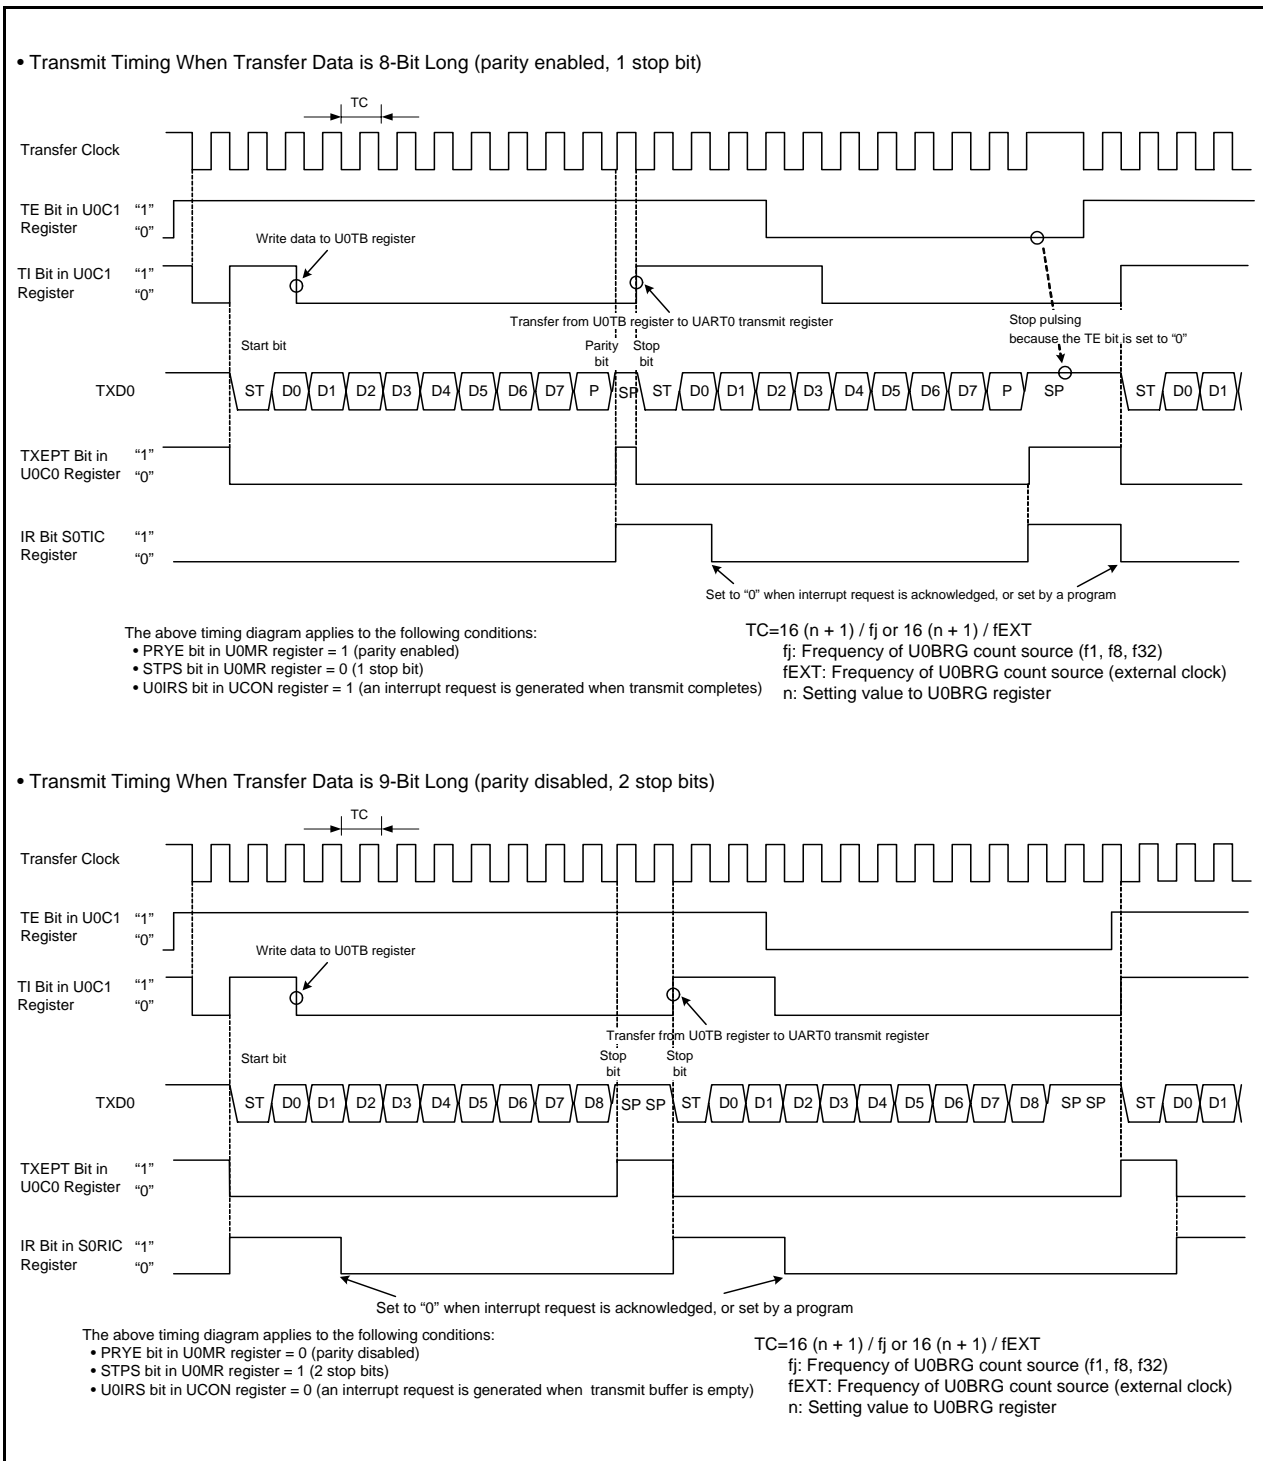 • Transmit Timing When Transfer Data is 8-Bit Long (parity enabled, 1 stop bit)
TC
Transfer Clock
TE Bit in U0C1 “1”
Register “0”
Write data to U0TB register
TI Bit in U0C1 “1”
Register “0”
Transfer from U0TB register to UART0 transmit register
Stop pulsing
because the TE bit is set to “0”
Start bit
Parity Stop
bit bit
TXD0 ST D0 D1 D2 D3 D4 D5 D6 D7 P SP ST D0 D1 D2 D3 D4 D5 D6 D7 P SP ST D0 D1
TXEPT Bit in “1”
U0C0 Register “0”
IR Bit S0TIC “1”
Register “0”
Set to “0” when interrupt request is acknowledged, or set by a program
The above timing diagram applies to the following conditions:
• PRYE bit in U0MR register = 1 (parity enabled)
• STPS bit in U0MR register = 0 (1 stop bit)
• U0IRS bit in UCON register = 1 (an interrupt request is generated when transmit completes)
TC=16 (n + 1) / fj or 16 (n + 1) / fEXT
fj: Frequency of U0BRG count source (f1, f8, f32)
fEXT: Frequency of U0BRG count source (external clock)
n: Setting value to U0BRG register
• Transmit Timing When Transfer Data is 9-Bit Long (parity disabled, 2 stop bits)
TC
Transfer Clock
TE Bit in U0C1 “1”
Register “0”
Write data to U0TB register
TI Bit in U0C1 “1”
Register “0”
Transfer from U0TB register to UART0 transmit register
Start bit
Stop Stop
bit bit
TXD0 ST D0 D1 D2 D3 D4 D5 D6 D7 D8 SP SP ST D0 D1 D2 D3 D4 D5 D6 D7 D8 SP SP ST D0 D1
TXEPT Bit in “1”
U0C0 Register “0”
IR Bit in S0RIC “1”
Register “0”
Set to “0” when interrupt request is acknowledged, or set by a program
The above timing diagram applies to the following conditions:
• PRYE bit in U0MR register = 0 (parity disabled)
• STPS bit in U0MR register = 1 (2 stop bits)
• U0IRS bit in UCON register = 0 (an interrupt request is generated when transmit buffer is empty)
TC=16 (n + 1) / fj or 16 (n + 1) / fEXT
fj: Frequency of U0BRG count source (f1, f8, f32)
fEXT: Frequency of U0BRG count source (external clock)
n: Setting value to U0BRG register